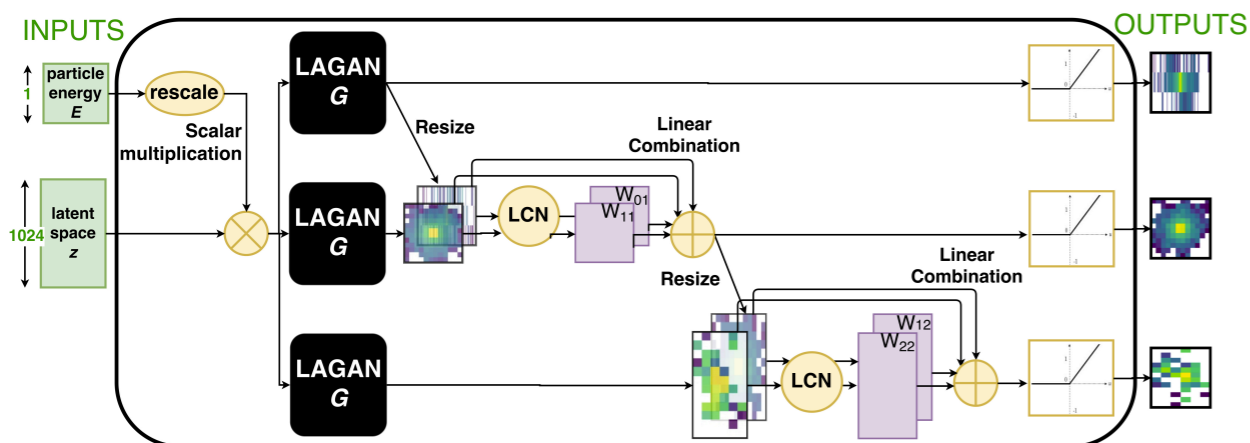 INPUTS
OUTPUTS
particle
energy
E
1
rescale
Scalar
multiplication
latent
space
z
1024
LAGAN
G
Resize
Linear
Combination
LAGAN
G
LCN
W01
W11
Resize
Linear
Combination
LAGAN
G
LCN
W12
W22